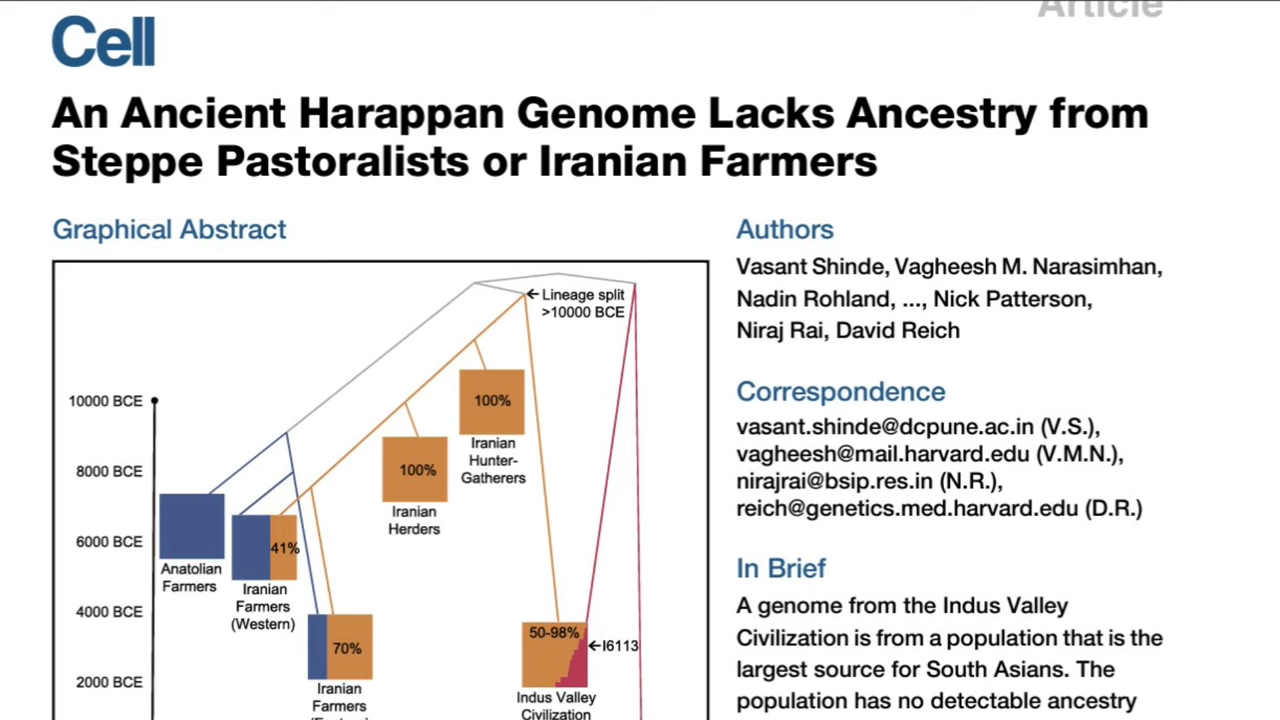 Article
Cell
An Ancient Harappan Genome Lacks Ancestry from
Steppe Pastoralists or Iranian Farmers
Graphical Abstract
Lineage split
>10000 BCE
10000 BCE
100%
Iranian
Hunter-
Gatherers
8000 BCE
100%
Iranian
Herders
6000 BCE
Anatolian
Farmers
41%
Iranian
Farmers
(Western)
4000 BCE
70%
Iranian
Farmers
50-98%
I6113
2000 BCE
Indus Valley
Civilization
Authors
Vasant Shinde, Vagheesh M. Narasimhan,
Nadin Rohland, ..., Nick Patterson,
Niraj Rai, David Reich
Correspondence
vasant.shinde@dcpune.ac.in (V.S.),
vagheesh@mail.harvard.edu (V.M.N.),
nirajrai@bsip.res.in (N.R.),
reich@genetics.med.harvard.edu (D.R.)
In Brief
A genome from the Indus Valley
Civilization is from a population that is the
largest source for South Asians. The
population has no detectable ancestry